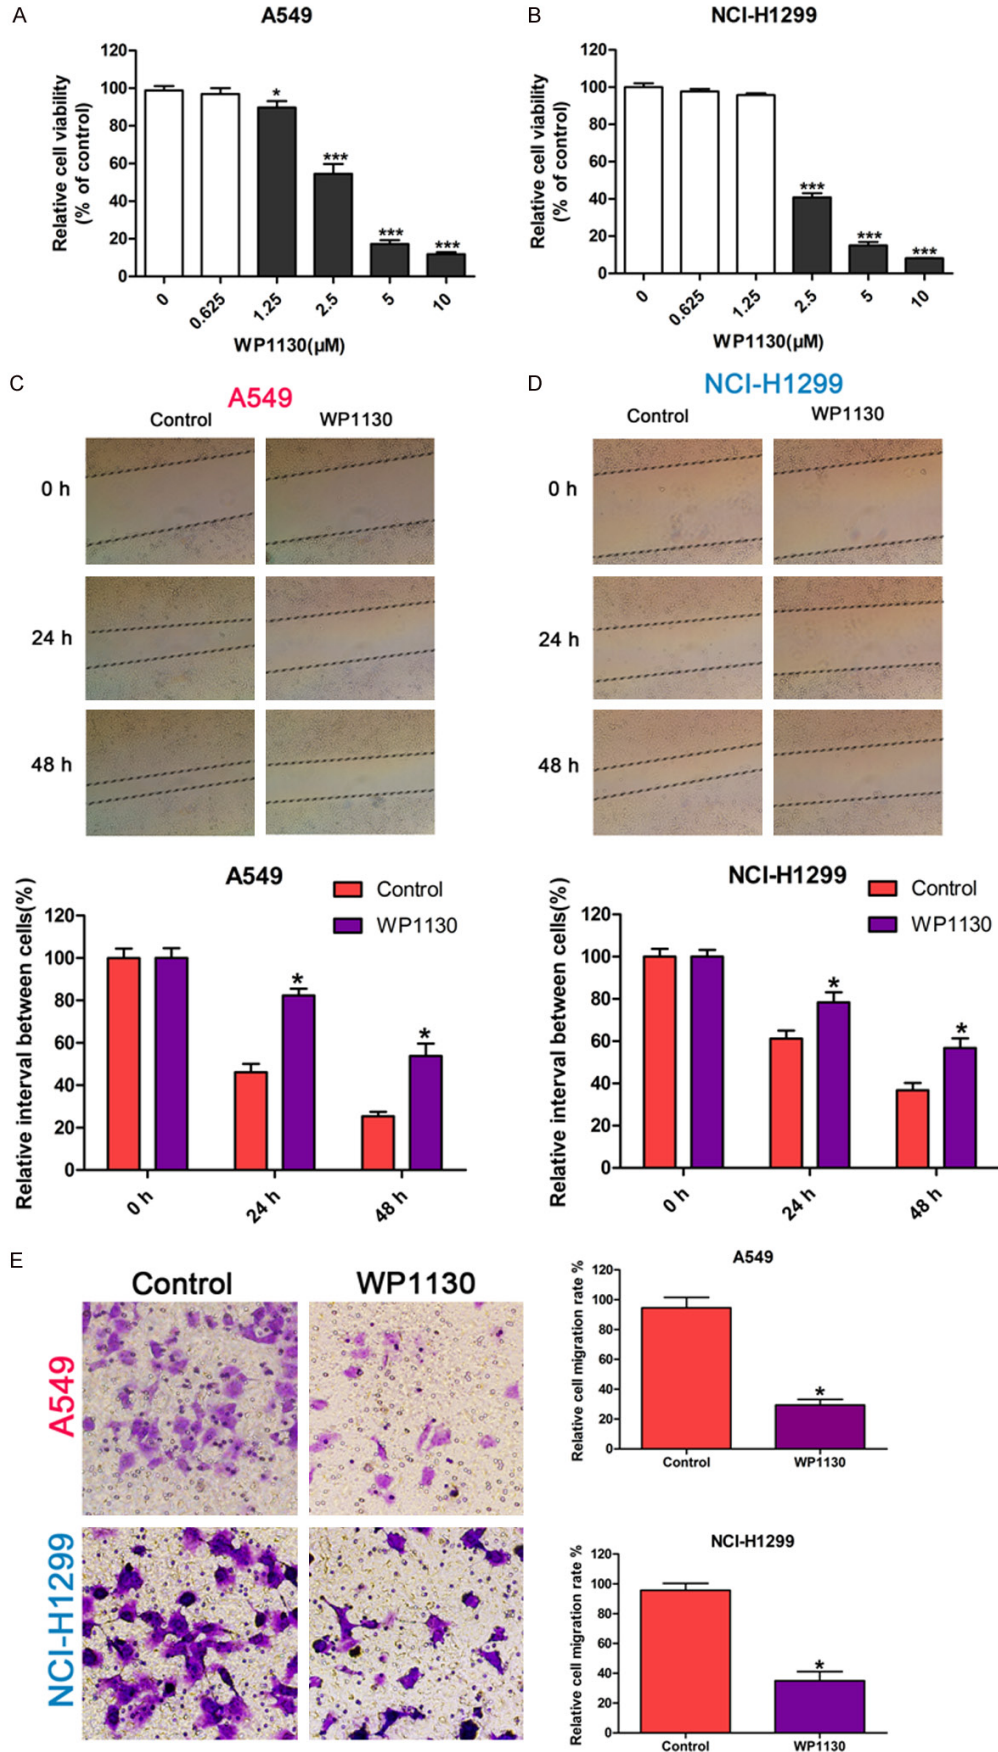 A
A549
Relative cell viability
(% of control)
120
100
80
60
40
20
0
*
***
***
***
0
0.625
1.25
2.5
5
10
WP1130(µM)
B
NCI-H1299
Relative cell viability
(% of control)
120
100
80
60
40
20
0
***
***
***
0
0.625
1.25
2.5
5
10
WP1130(µM)
C
A549
Control
WP1130
0 h
24 h
48 h
D
NCI-H1299
Control
WP1130
0 h
24 h
48 h
A549
Control
WP1130
Relative interval between cells(%)
120
100
80
60
40
20
0
*
*
0 h
24 h
48 h
NCI-H1299
Control
WP1130
Relative interval between cells(%)
120
100
80
60
40
20
0
*
*
0 h
24 h
48 h
E
Control
WP1130
A549
NCI-H1299
A549
Relative cell migration rate %
120
100
80
60
40
20
0
*
Control
WP1130
NCI-H1299
Relative cell migration rate %
120
100
80
60
40
20
0
*
Control
WP1130